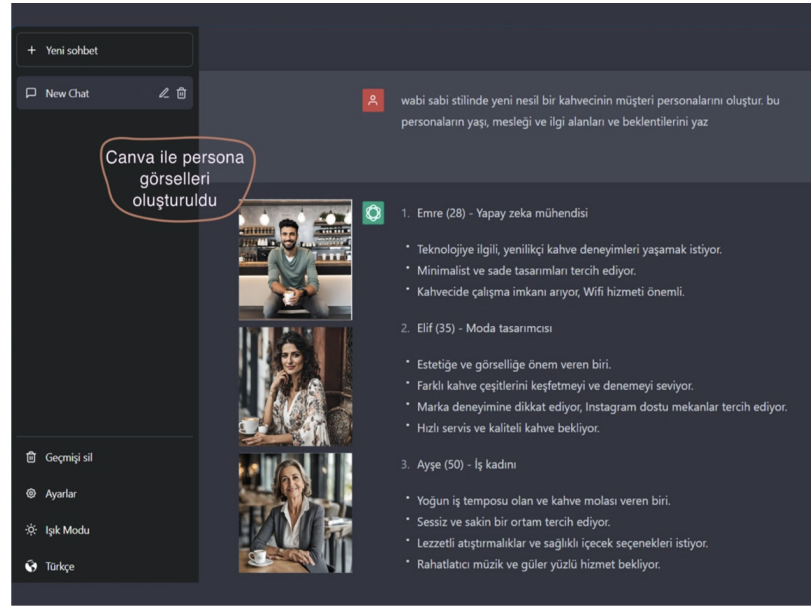 + Yeni sohbet
New Chat
Canva ile persona
görselleri
oluşturuldu
Geçmişi sil
Ayarlar
Işık Modu
Türkçe
wabi sabi stilinde yeni nesil bir kahvecinin müşteri personalarını oluştur. bu
personaların yaşı, mesleği ve ilgi alanları ve beklentilerini yaz
1. Emre (28) - Yapay zeka mühendisi
• Teknolojiye ilgili, yenilikçi kahve deneyimleri yaşamak istiyor.
• Minimalist ve sade tasarımları tercih ediyor.
• Kahvecide çalışma imkanı arıyor, Wifi hizmeti önemli.
2. Elif (35) - Moda tasarımcısı
• Estetiğe ve görselliğe önem veren biri.
• Farklı kahve çeşitlerini keşfetmeyi ve denemeyi seviyor.
• Marka deneyimine dikkat ediyor, Instagram dostu mekanlar tercih ediyor.
• Hızlı servis ve kaliteli kahve bekliyor.
3. Ayşe (50) - İş kadını
• Yoğun iş temposu olan ve kahve molası veren biri.
• Sessiz ve sakin bir ortam tercih ediyor.
• Lezzetli atıştırmalıklar ve sağlıklı içecek seçenekleri istiyor.
• Rahatlatıcı müzik ve güler yüzlü hizmet bekliyor.